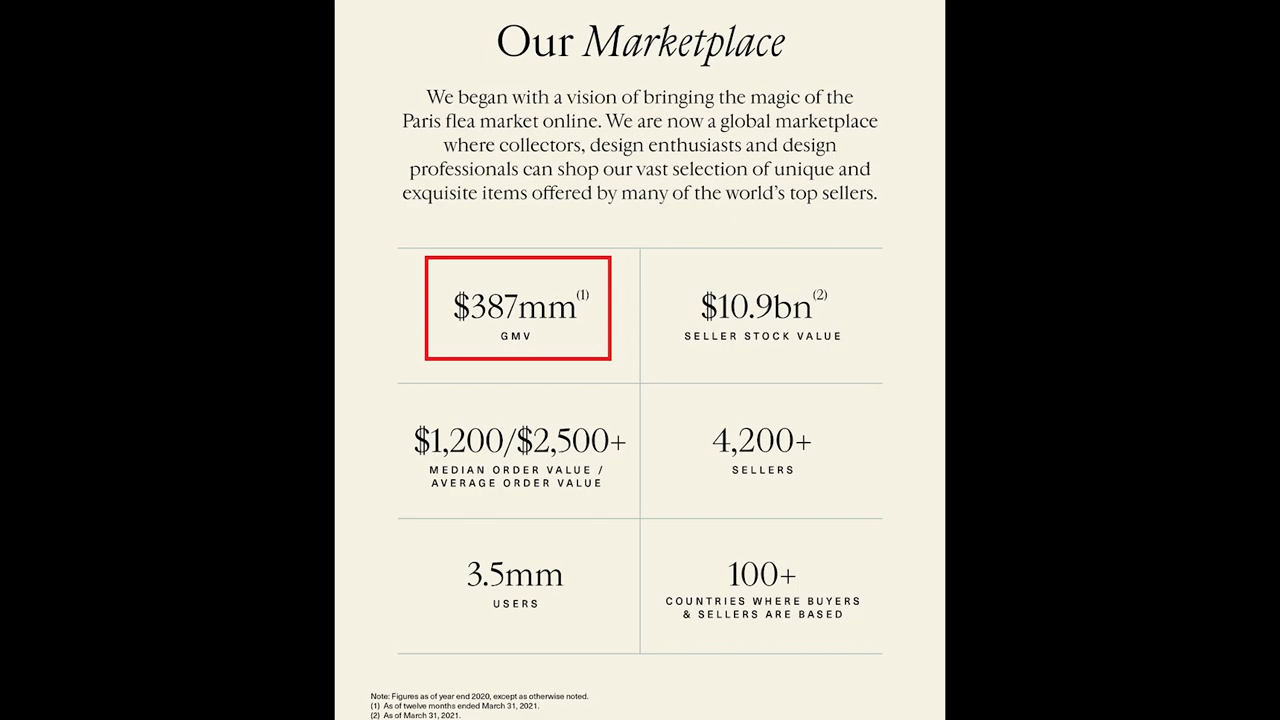 Our Marketplace
We began with a vision of bringing the magic of the
Paris flea market online. We are now a global marketplace
where collectors, design enthusiasts and design
professionals can shop our vast selection of unique and
exquisite items offered by many of the world's top sellers.
$387mm(1)
GMV
$10.9bn(2)
SELLER STOCK VALUE
$1,200/$2,500+
MEDIAN ORDER VALUE /
AVERAGE ORDER VALUE
4,200+
SELLERS
3.5mm
USERS
100+
COUNTRIES WHERE BUYERS
& SELLERS ARE BASED
Note: Figures as of year end 2020, except as otherwise noted.
(1) As of twelve months ended March 31, 2021.
(2) As of March 31, 2021.